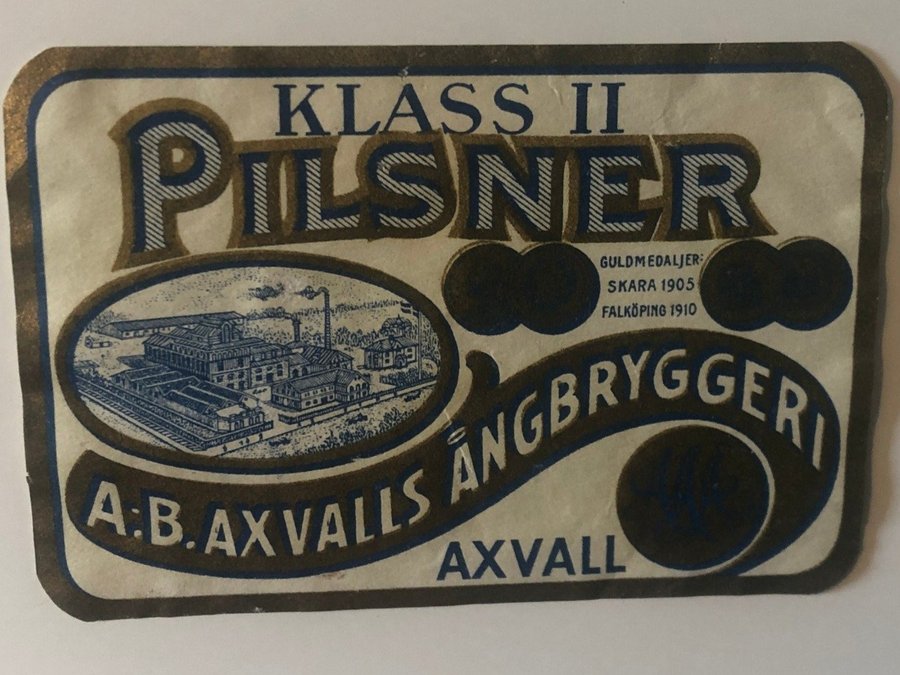 KLASS II
PILSNER
GULDMEDALJER:
SKARA 1905
FALKÖPING 1910
A.B. AXVALLS ÅNGBRYGGERI
AXVALL